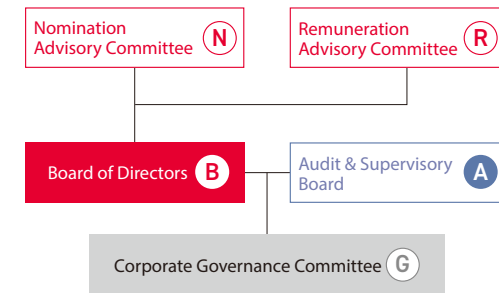 Nomination
Advisory Committee N
Remuneration
Advisory Committee R
Board of Directors B
Audit & Supervisory
Board A
Corporate Governance Committee G